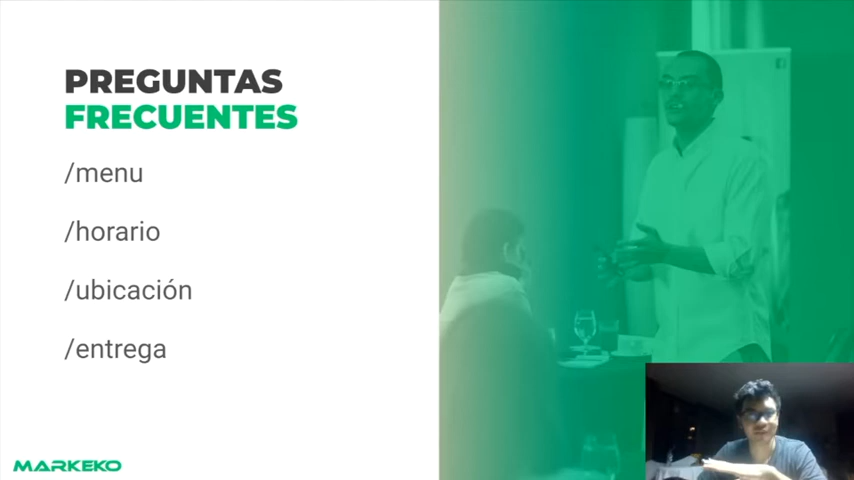 PREGUNTAS
FRECUENTES
/menu
/horario
/ubicación
/entrega
MARKEKO